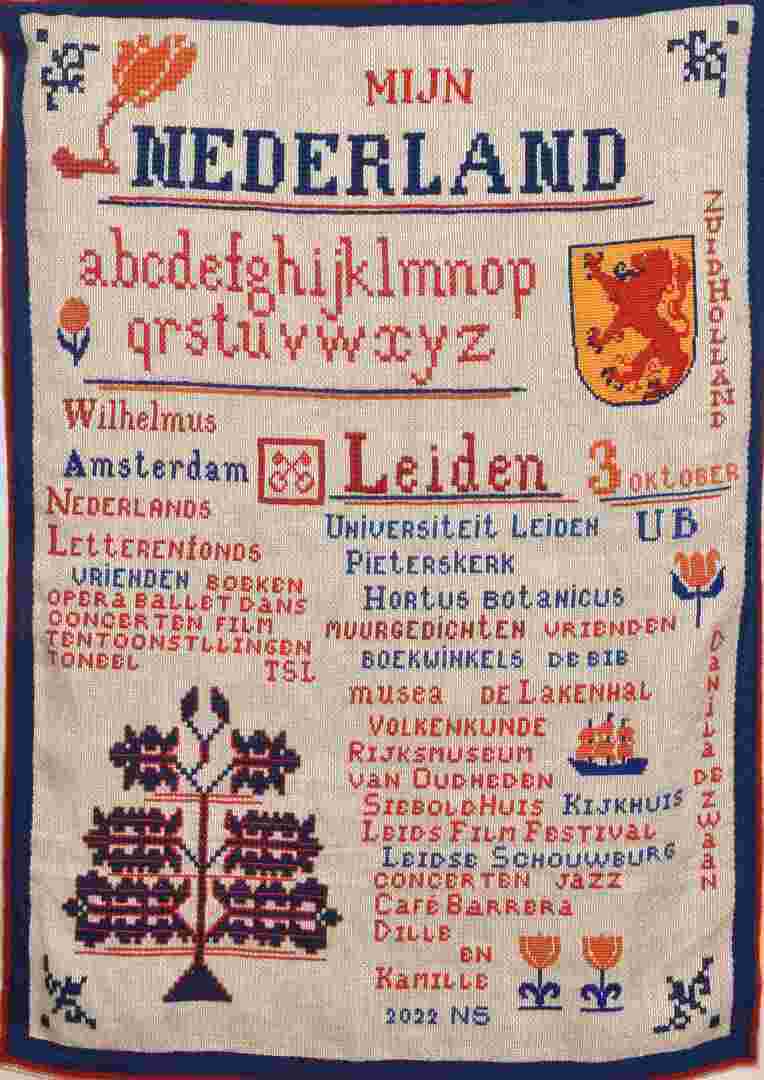 MIJN
NEDERLAND
abcdefghijklmnop
qrstuvwxyz
ZUIDHOLLAND
Wilhelmus
Amsterdam
Leiden
3 OKTOBER
NEDERLANDS
LETTERENFONDS
VRIENDEN BOEKEN
OPERA BALLET DANS
CONCERTEN FILM
TENTOONSTLLINGEN
TONEEL TSL
UNIVERSITEIT LEIDEN UB
PIETERSKERK
HORTUS BOTANICUS
MUURGEDICHTEN VRIENDEN
BOEKWINKELS DE BIB
musea DE LAKENHAL
VOLKENKUNDE
RIJKSMUSEUM
VAN OUDHEDEN
SIEBOLDHUIS KIJKHUIS
LEIDS FILM FESTIVAL
LEIDSE SCHOUWBURG
CONCERTEN JAZZ
CAFÉ BARRERA
DILLE
EN
KAMILLE
2022 NS
Danila de Zwaan